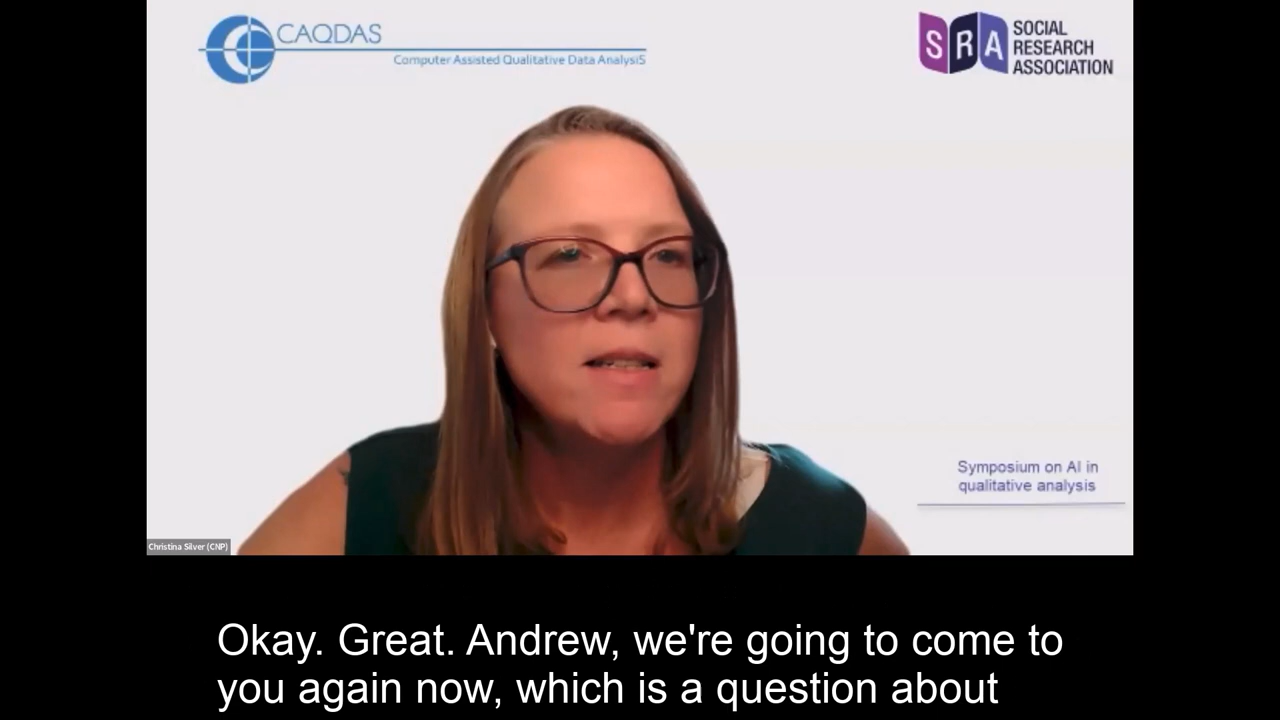 CAQDAS
Computer Assisted Qualitative Data AnalysiS
SRA
SOCIAL
RESEARCH
ASSOCIATION
Symposium on AI in
qualitative analysis
Christina Silver (CNP)
Okay. Great. Andrew, we're going to come to
you again now, which is a question about